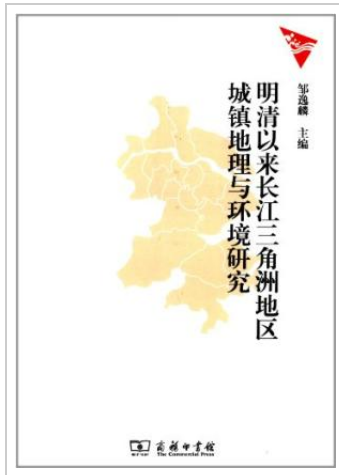 邹逸麟 主编
明清以来长江三角洲地区
城镇地理与环境研究
商务印书馆
The Commercial Press